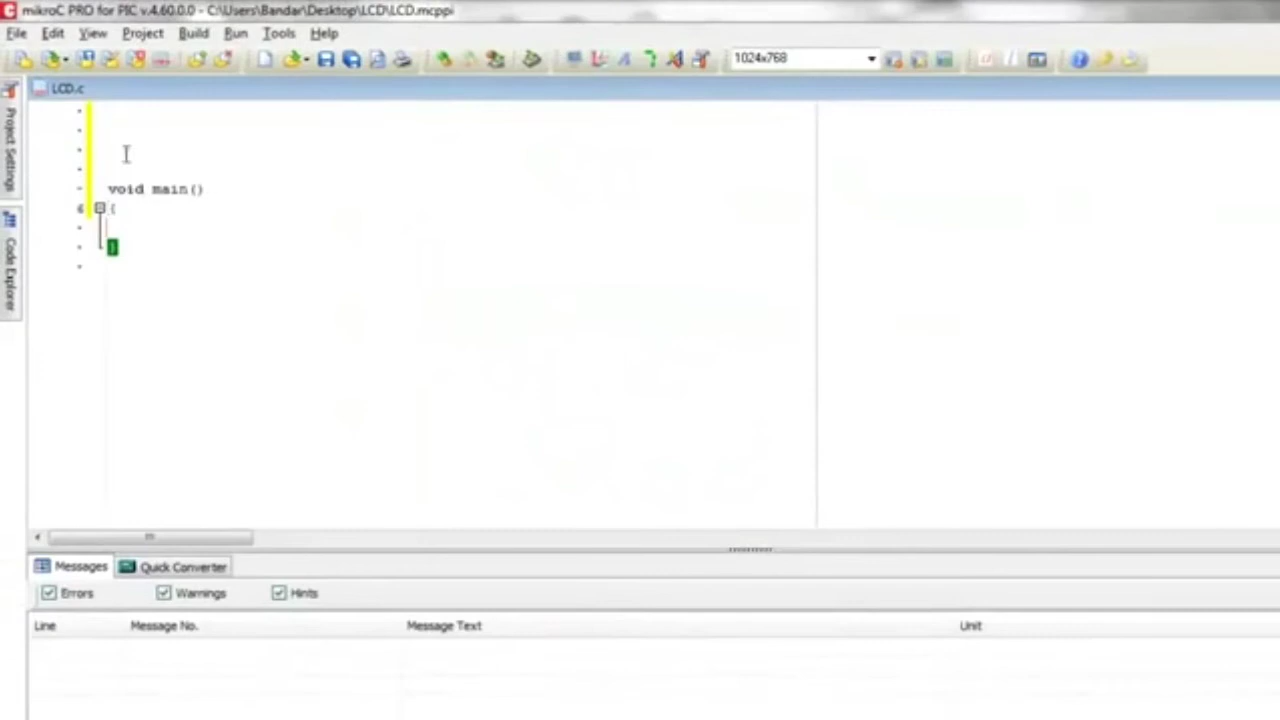 mikroC PRO for PIC v.4.60.0.0 - C:\Users\Bandar\Desktop\LCD\LCD.mcppi
File Edit View Project Build Run Tools Help
1024x768
LCD.c
Project Settings
Code Explorer
void main()
6 {
}
Messages Quick Converter
Errors Warnings Hints
Line Message No. Message Text Unit